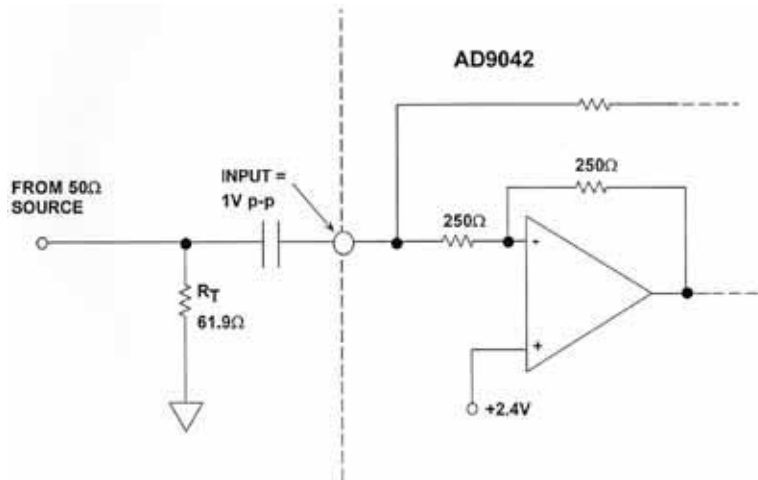 AD9042
FROM 50Ω
SOURCE
INPUT =
1V p-p
250Ω
250Ω
-
+
RT
61.9Ω
+2.4V